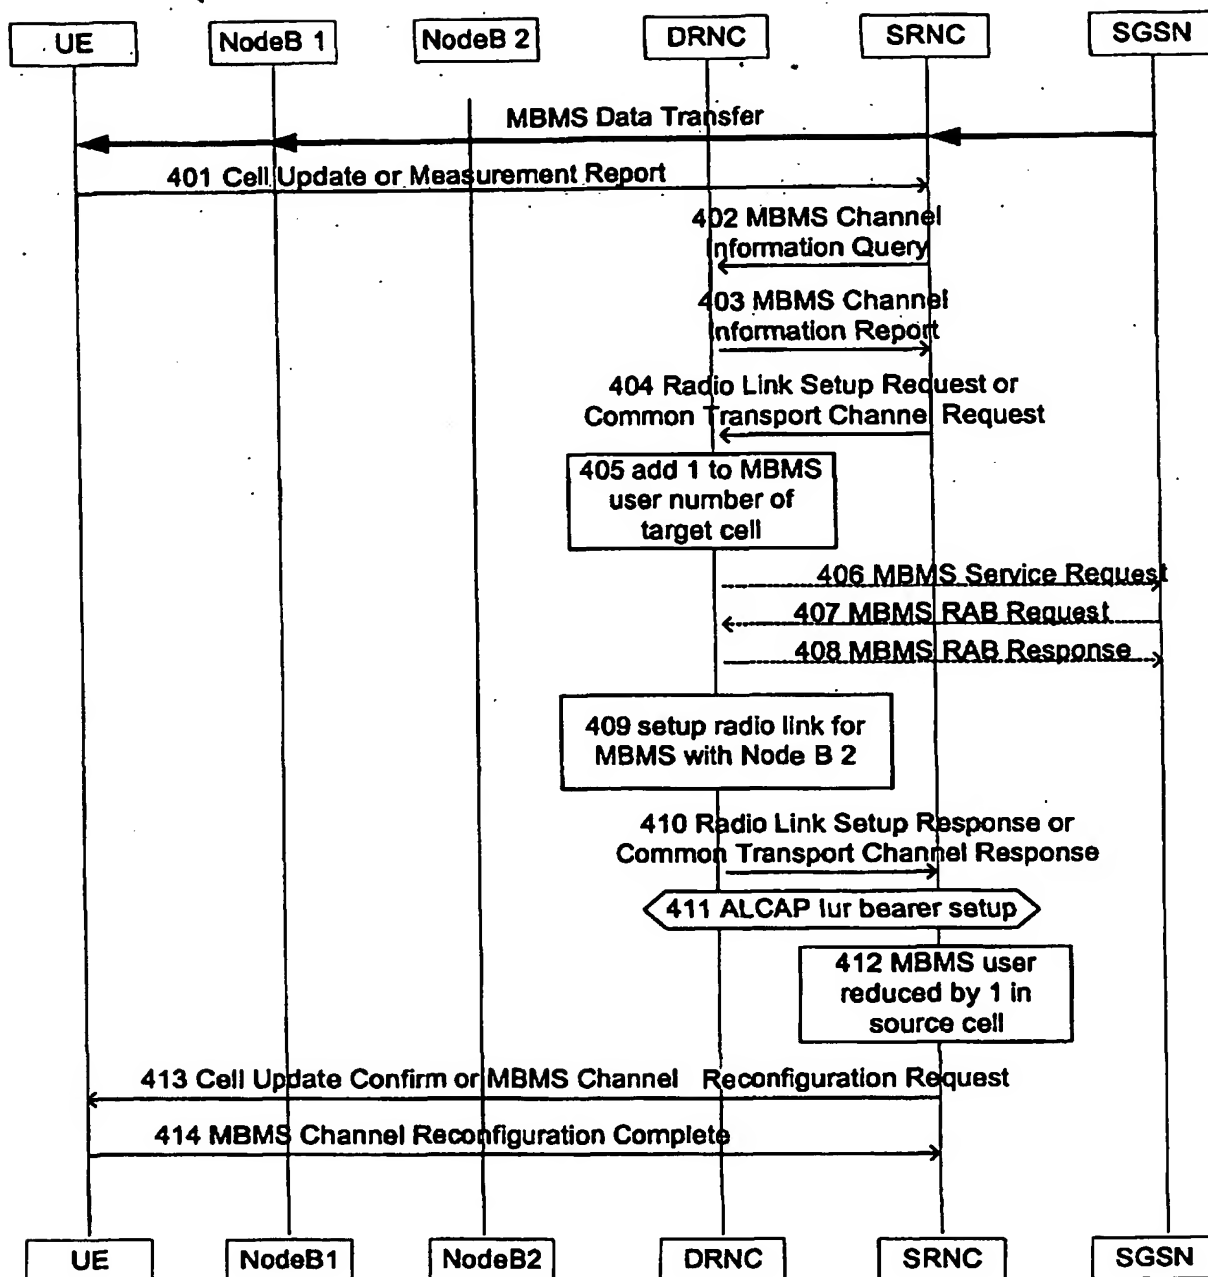 UE NodeB 1 NodeB 2 DRNC SRNC SGSN
MBMS Data Transfer
401 Cell Update or Measurement Report
402 MBMS Channel
Information Query
403 MBMS Channel
Information Report
404 Radio Link Setup Request or
Common Transport Channel Request
405 add 1 to MBMS
user number of
target cell
406 MBMS Service Request
407 MBMS RAB Request
408 MBMS RAB Response
409 setup radio link for
MBMS with Node B 2
410 Radio Link Setup Response or
Common Transport Channel Response
411 ALCAP Iur bearer setup
412 MBMS user
reduced by 1 in
source cell
413 Cell Update Confirm or MBMS Channel Reconfiguration Request
414 MBMS Channel Reconfiguration Complete
UE NodeB1 NodeB2 DRNC SRNC SGSN